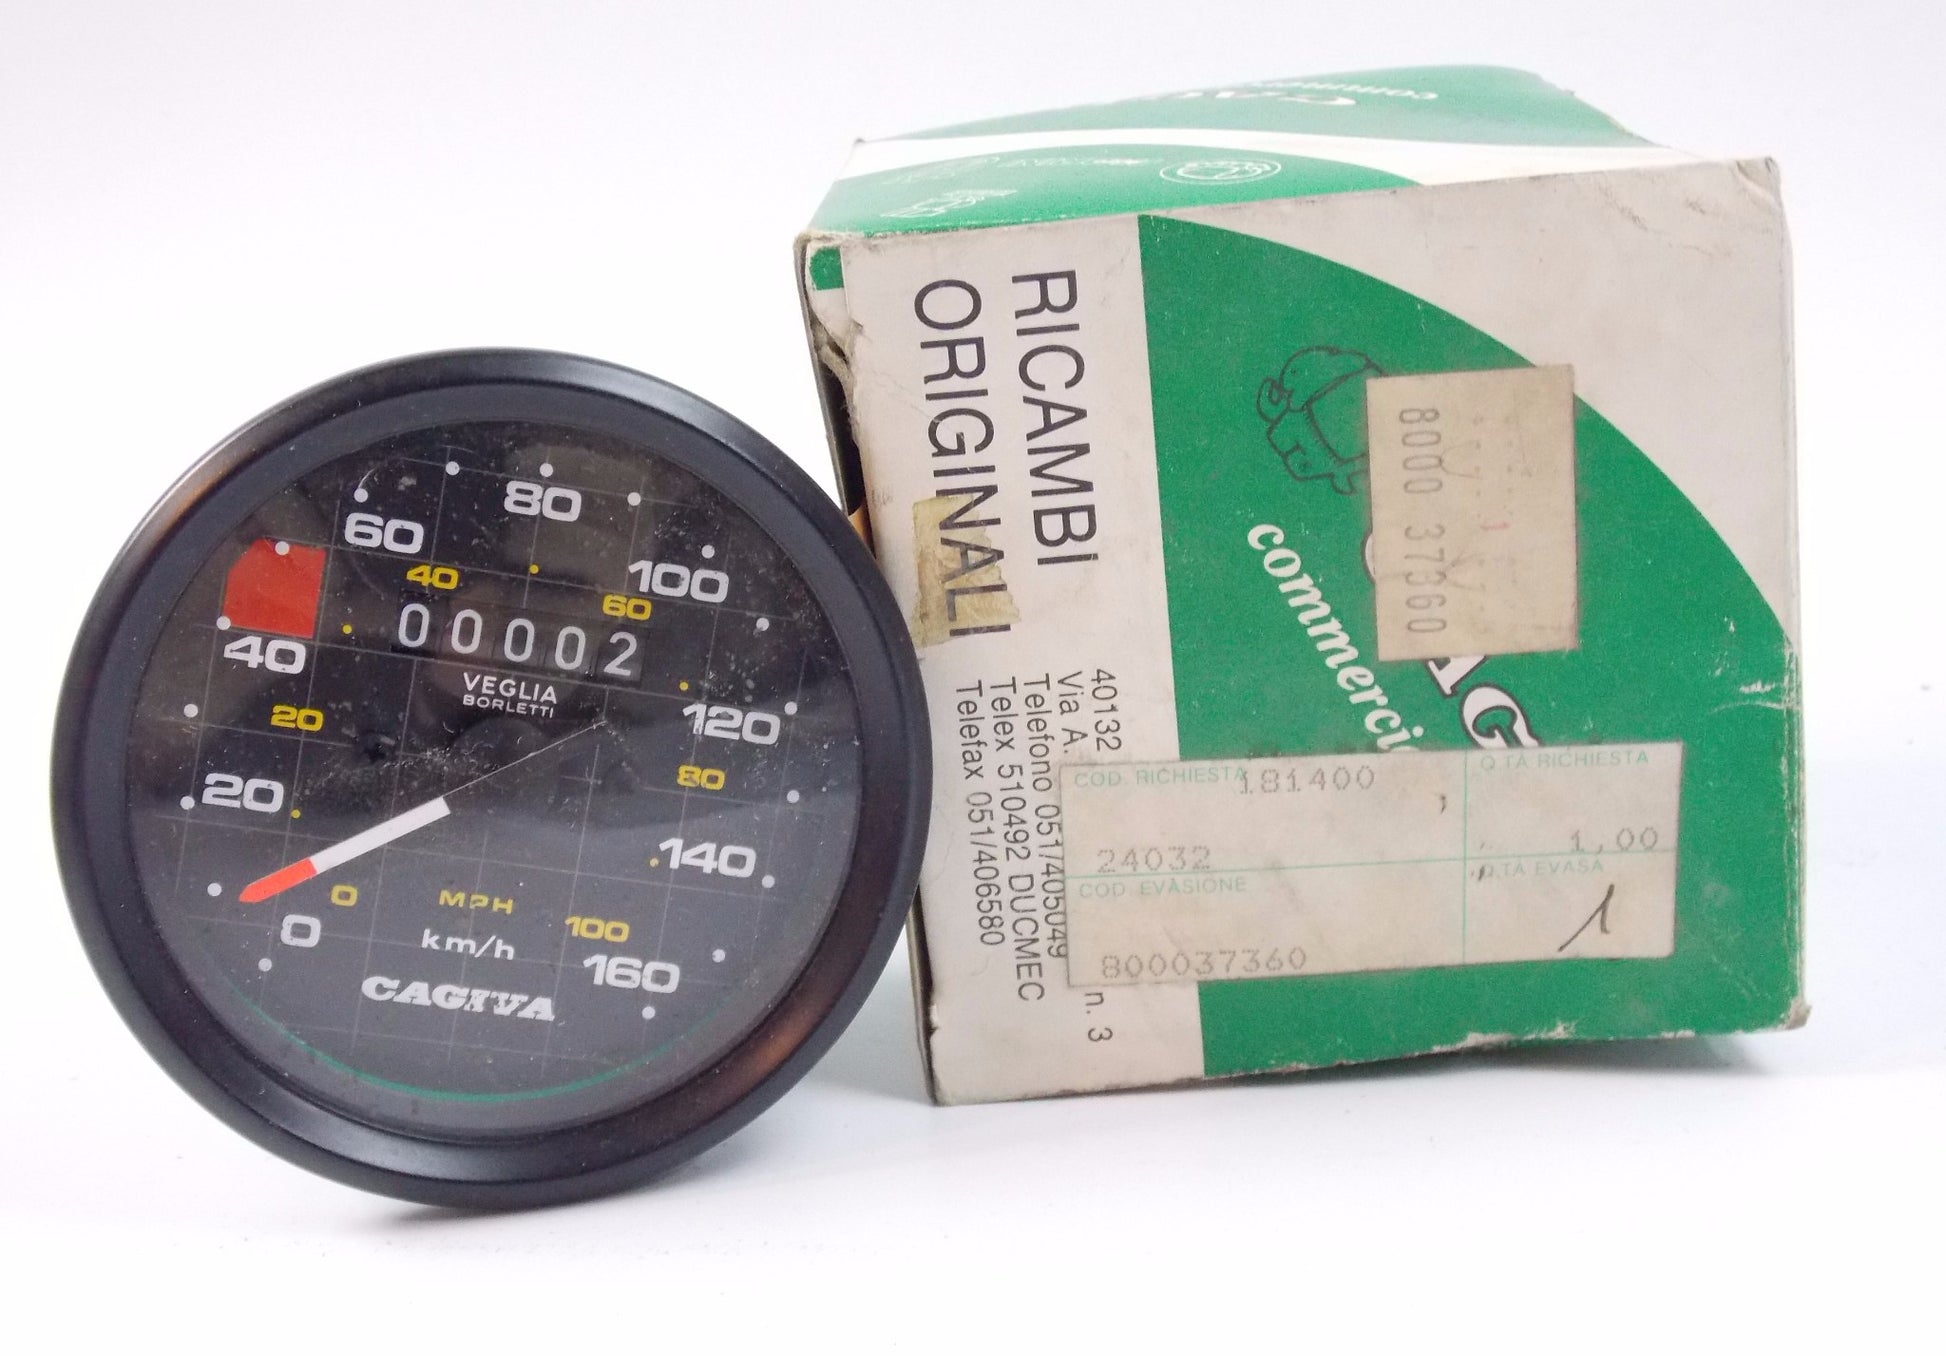 80
60
100
40
60
00002
40
VEGLIA
BORLETTI
20
120
80
20
140
0
MPH
100
0
km/h
160
CAGIVA
RICAMBI
ORIGINALI
40132
Via A.
n. 3
Telefono 051/405049
Telex 510492 DUCMEC
Telefax 051/406580
8000 37360
COD. RICHIESTA 181400
Q.TA RICHIESTA
24032
1,00
COD. EVASIONE
Q.TA EVASA
1
800037360